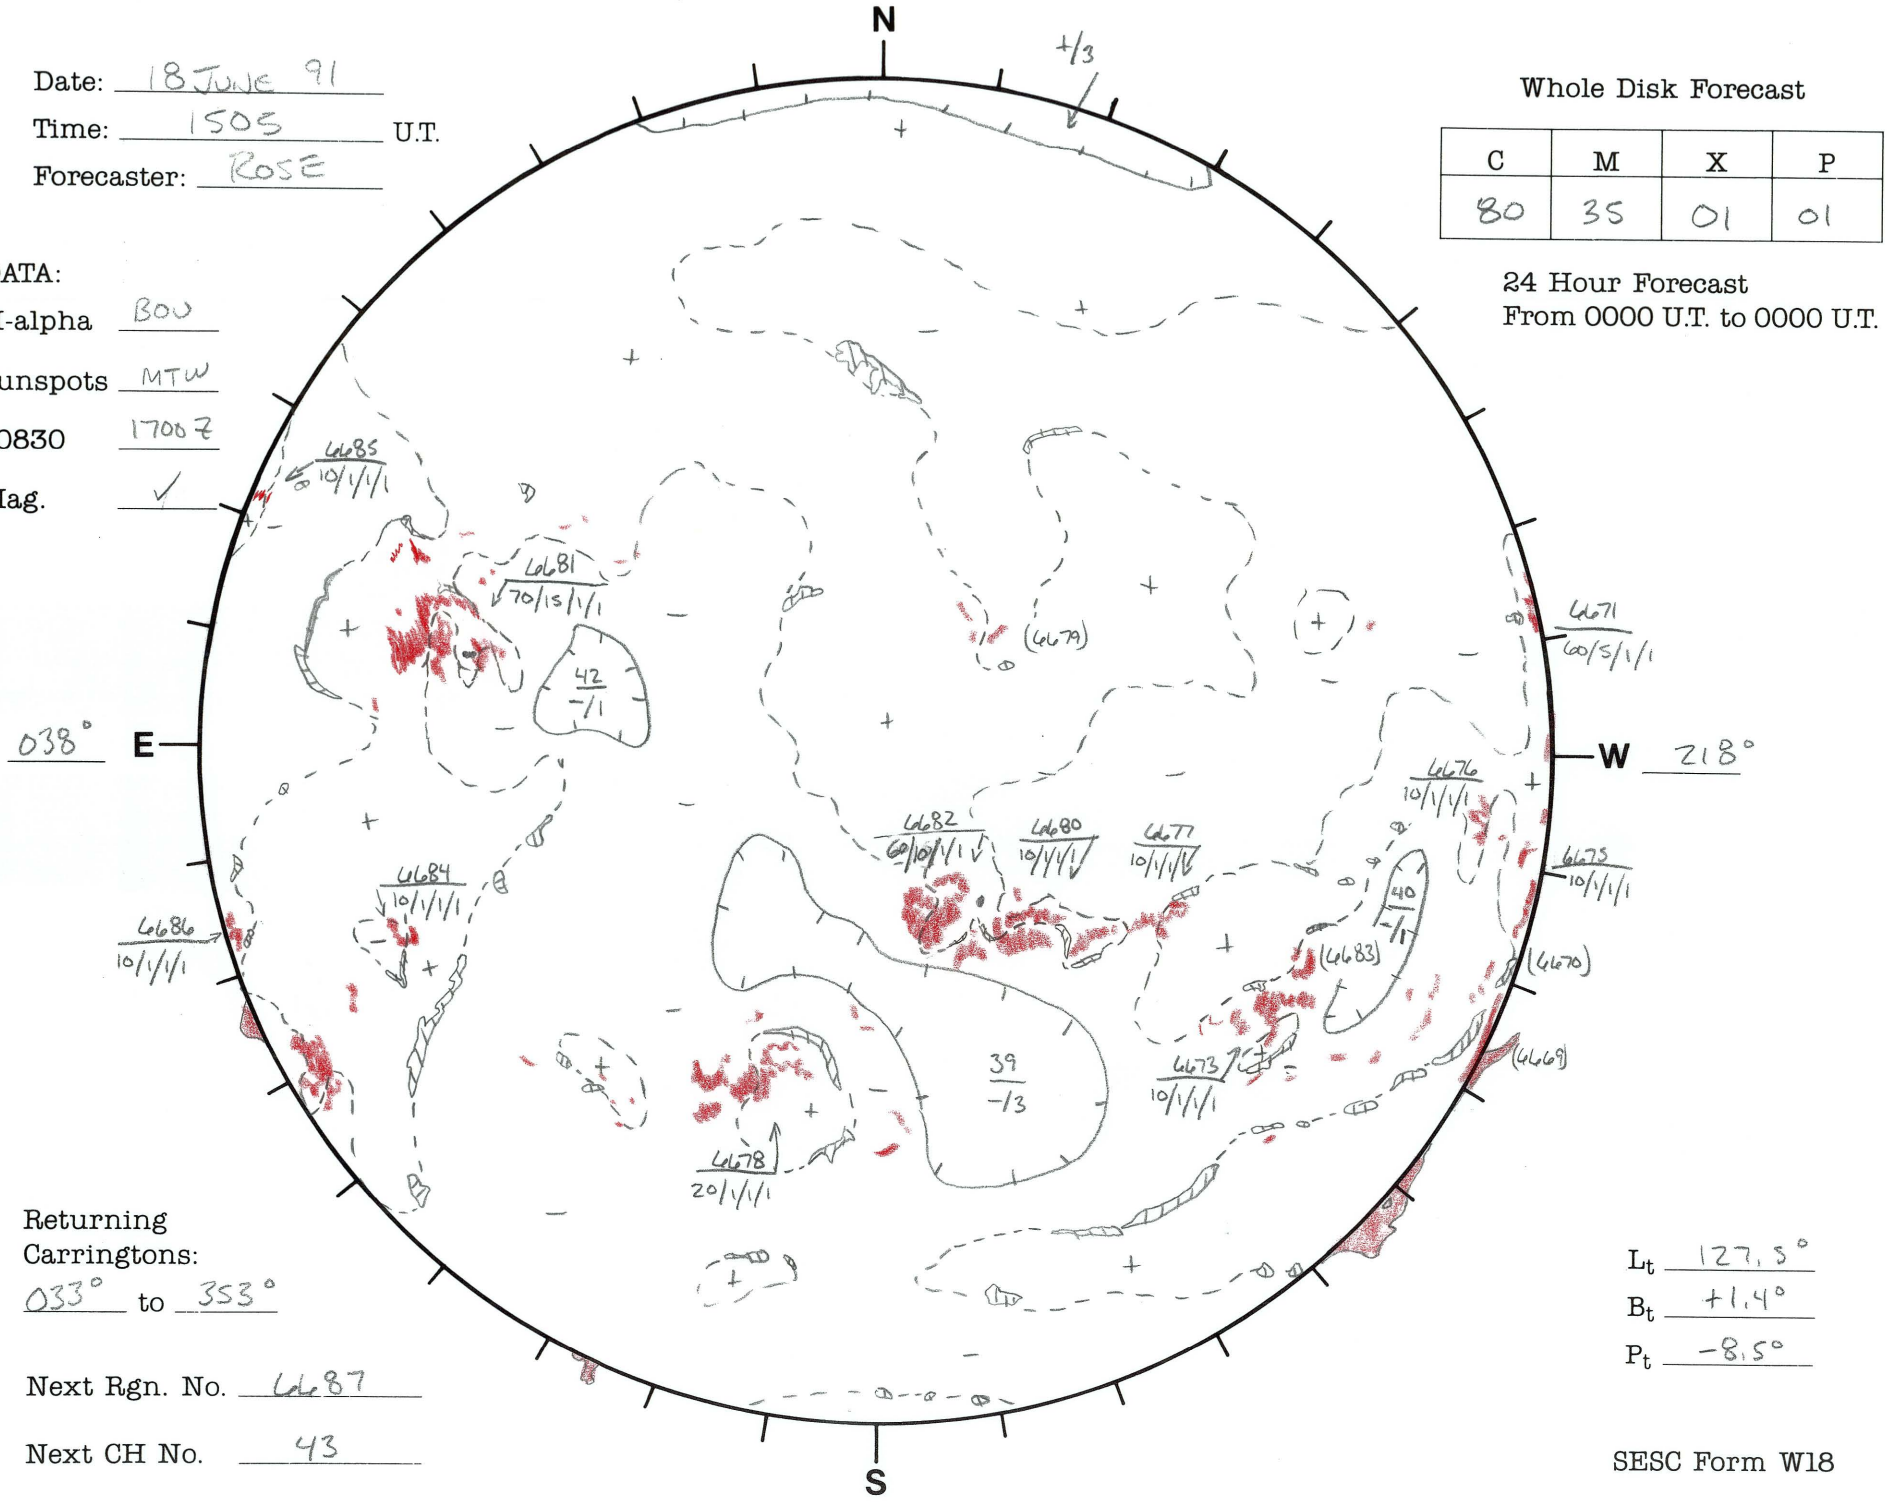 N
+/3
Date: 18 JUNE 91
Time: 1505 U.T.
Forecaster: ROSE
Whole Disk Forecast
C M X P
80 35 01 01
24 Hour Forecast
From 0000 U.T. to 0000 U.T.
ATA:
I-alpha BOU
unspots MTW
0830 1700Z
Iag. ✓
6685
10/1/1/1
6681
70/15/1/1
(6679)
6671
60/5/1/1
42
-/1
038° E
W 218°
6676
10/1/1/1
6682
60/10/1/1
6680
10/1/1/1
6677
10/1/1/1
6675
10/1/1/1
6684
10/1/1/1
40
-/1
6686
10/1/1/1
(6683)
(6670)
39
-/3
6673
10/1/1/1
(6669)
6678
20/1/1/1
Returning
Carringtons:
033° to 353°
Next Rgn. No. 6687
Next CH No. 43
Lt 127.5°
Bt +1.4°
Pt -8.5°
S
SESC Form W18